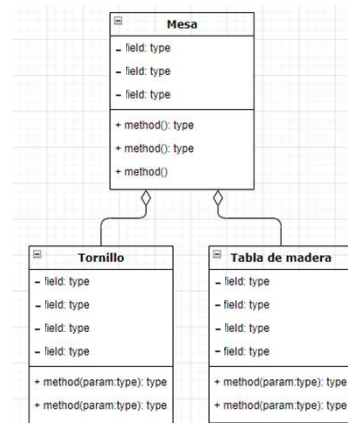 Mesa
- field: type
- field: type
- field: type
+ method(): type
+ method(): type
+ method()
Tornillo
- field: type
- field: type
- field: type
- field: type
+ method(param:type): type
+ method(param:type): type
Tabla de madera
- field: type
- field: type
- field: type
- field: type
+ method(param:type): type
+ method(param:type): type